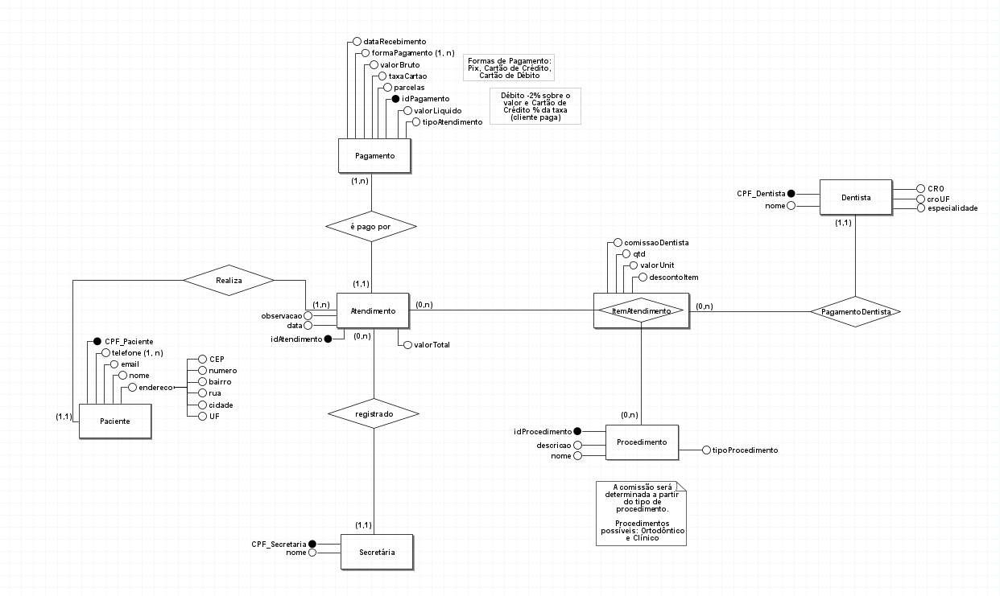 dataRecebimento
formaPagamento (1, n)
valorBruto
taxaCartao
parcelas
idPagamento
valorLiquido
tipoAtendimento
Formas de Pagamento:
Pix, Cartão de Crédito,
Cartão de Débito
Débito -2% sobre o
valor e Cartão de
Crédito % da taxa
(cliente paga)
Pagamento
(1,n)
é pago por
(1,1)
CPF_Dentista
nome
Dentista
CRO
croUF
especialidade
(1,1)
comissaoDentista
qtd
valorUnit
descontoItem
Realiza
(1,n)
Atendimento
(0,n)
ItemAtendimento
(0,n)
PagamentoDentista
observacao
data
idAtendimento
(0,n)
valorTotal
CPF_Paciente
telefone (1, n)
email
nome
endereco
CEP
numero
bairro
rua
cidade
UF
(1,1)
Paciente
registrado
(0,n)
idProcedimento
descricao
nome
Procedimento
tipoProcedimento
A comissão será
determinada a partir
do tipo de
procedimento.
Procedimentos
possíveis: Ortodôntico
e Clínico
(1,1)
CPF_Secretaria
nome
Secretária